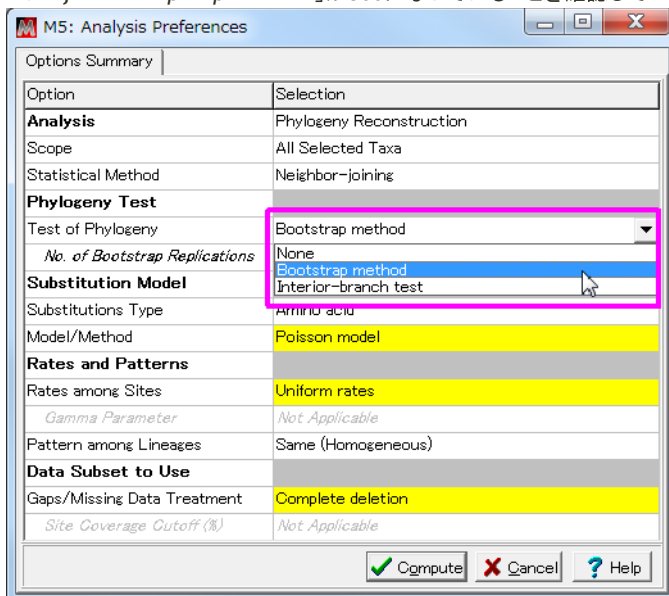 M5: Analysis Preferences
Options Summary
Option Selection
Analysis Phylogeny Reconstruction
Scope All Selected Taxa
Statistical Method Neighbor-joining
Phylogeny Test
Test of Phylogeny Bootstrap method
No. of Bootstrap Replications None
Bootstrap method
Substitution Model Interior-branch test
Substitutions Type Amino acid
Model/Method Poisson model
Rates and Patterns
Rates among Sites Uniform rates
Gamma Parameter Not Applicable
Pattern among Lineages Same (Homogeneous)
Data Subset to Use
Gaps/Missing Data Treatment Complete deletion
Site Coverage Cutoff (%) Not Applicable
Compute Cancel ? Help